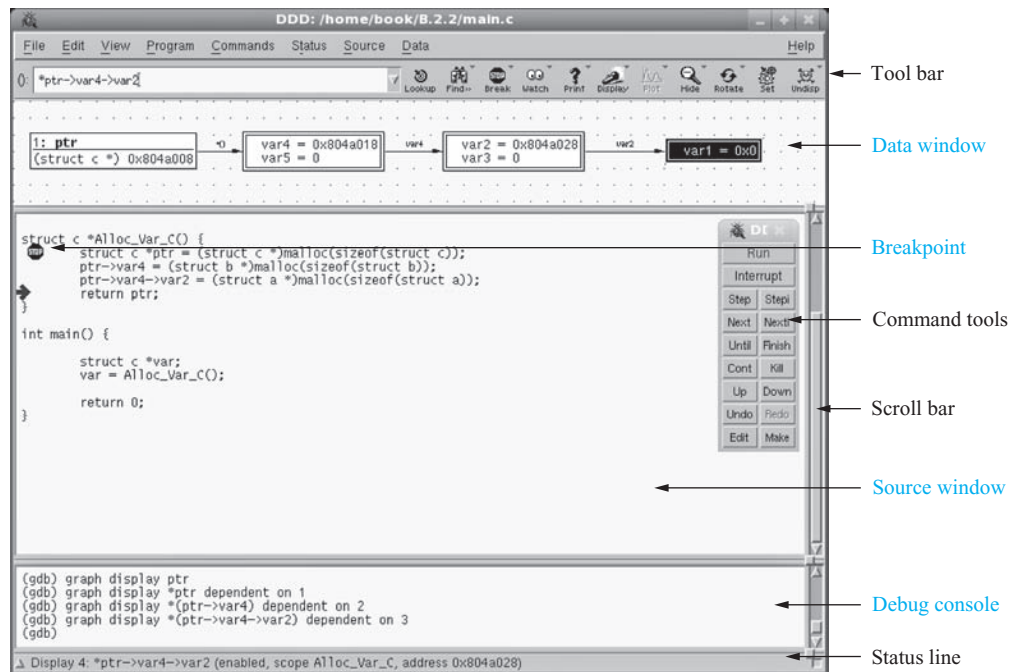 DDD: /home/book/B.2.2/main.c
File Edit View Program Commands Status Source Data Help
(): *ptr->var4->var2
Lookup Find» Break Watch Print Display Plot Hide Rotate Set Undisp
Tool bar
1: ptr
(struct c *) 0x804a008
*()
var4 = 0x804a018
var5 = 0
var4
var2 = 0x804a028
var3 = 0
var2
var1 = 0x0
Data window
struct c *Alloc_Var_C() {
STOP struct c *ptr = (struct c *)malloc(sizeof(struct c));
ptr->var4 = (struct b *)malloc(sizeof(struct b));
ptr->var4->var2 = (struct a *)malloc(sizeof(struct a));
return ptr;
}
int main() {
struct c *var;
var = Alloc_Var_C();
return 0;
}
Breakpoint
Run
Interrupt
Step Stepi
Next Nexti
Until Finish
Cont Kill
Up Down
Undo Redo
Edit Make
Command tools
Scroll bar
Source window
(gdb) graph display ptr
(gdb) graph display *ptr dependent on 1
(gdb) graph display *(ptr->var4) dependent on 2
(gdb) graph display *(ptr->var4->var2) dependent on 3
(gdb)
Debug console
Display 4: *ptr->var4->var2 (enabled, scope Alloc_Var_C, address 0x804a028)
Status line